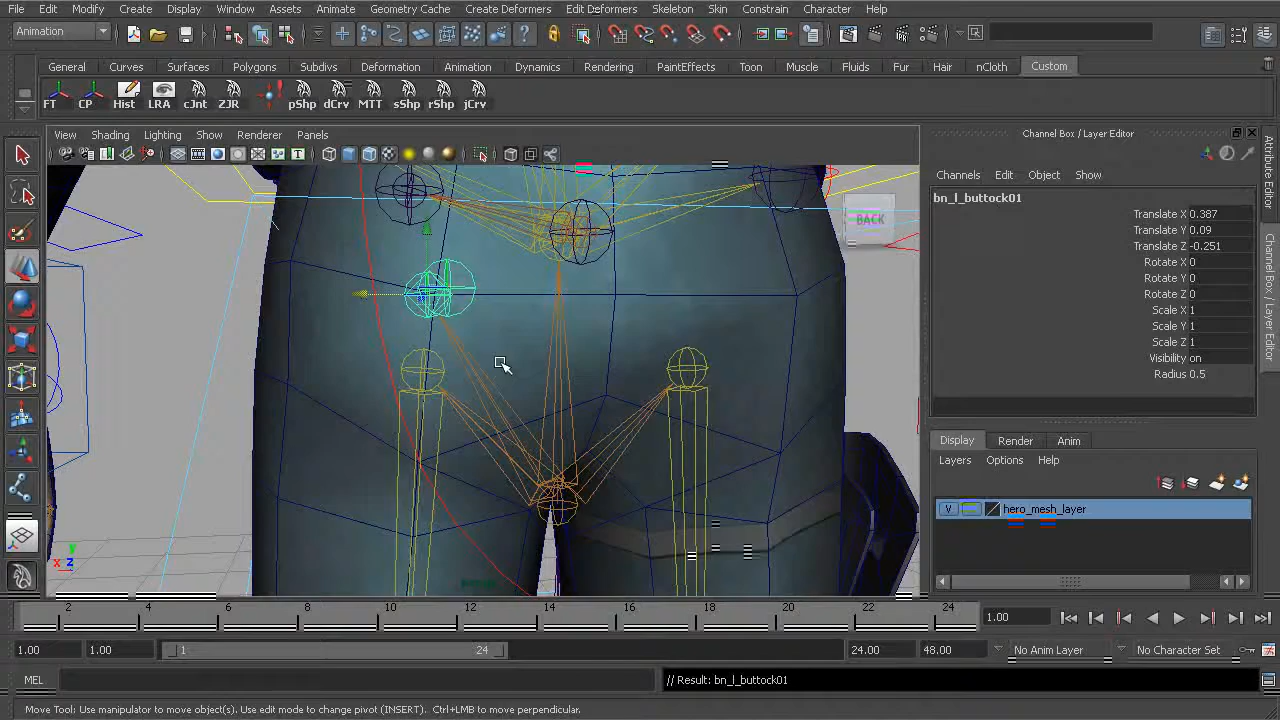 File Edit Modify Create Display Window Assets Animate Geometry Cache Create Deformers Edit Deformers Skeleton Skin Constrain Character Help
Animation
General Curves Surfaces Polygons Subdivs Deformation Animation Dynamics Rendering PaintEffects Toon Muscle Fluids Fur Hair nCloth Custom
FT CP Hist LRA cJnt ZJR pShp dCrv MTT sShp rShp jCrv
View Shading Lighting Show Renderer Panels
Channel Box / Layer Editor
Channels Edit Object Show
bn_l_buttock01
Translate X 0.387
Translate Y 0.09
Translate Z -0.251
Rotate X 0
Rotate Y 0
Rotate Z 0
Scale X 1
Scale Y 1
Scale Z 1
Visibility on
Radius 0.5
Display Render Anim
Layers Options Help
V hero_mesh_layer
Attribute Editor
Channel Box / Layer Editor
BACK
y
x z
2 4 6 8 10 12 14 16 18 20 22 24
1.00
1.00 1.00 1 24 24.00 48.00 No Anim Layer No Character Set
MEL // Result: bn_l_buttock01
Move Tool: Use manipulator to move object(s). Use edit mode to change pivot (INSERT). Ctrl+LMB to move perpendicular.